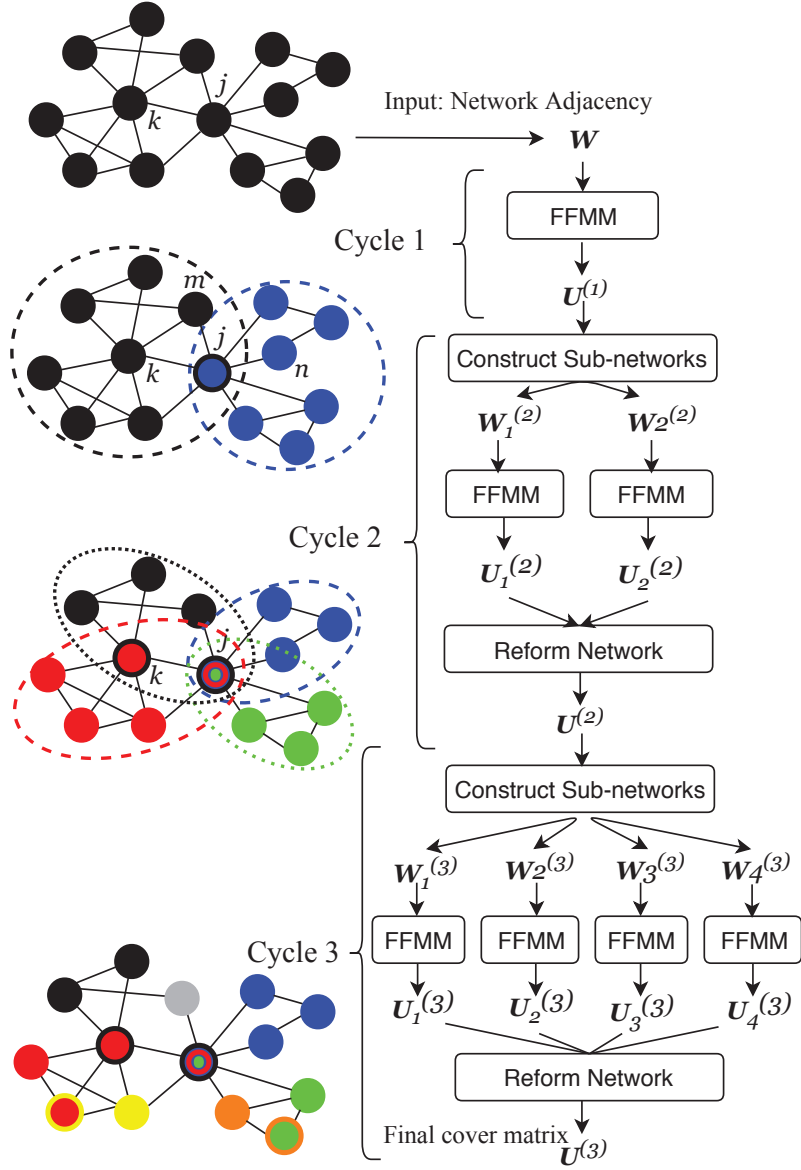 j
k
Input: Network Adjacency
W
Cycle 1
FFMM
U(1)
m
j
k
n
Construct Sub-networks
W1(2) W2(2)
FFMM FFMM
Cycle 2
U1(2) U2(2)
j
k
Reform Network
U(2)
Construct Sub-networks
W1(3) W2(3) W3(3) W4(3)
Cycle 3
FFMM FFMM FFMM FFMM
U1(3) U2(3) U3(3) U4(3)
Reform Network
Final cover matrix
U(3)